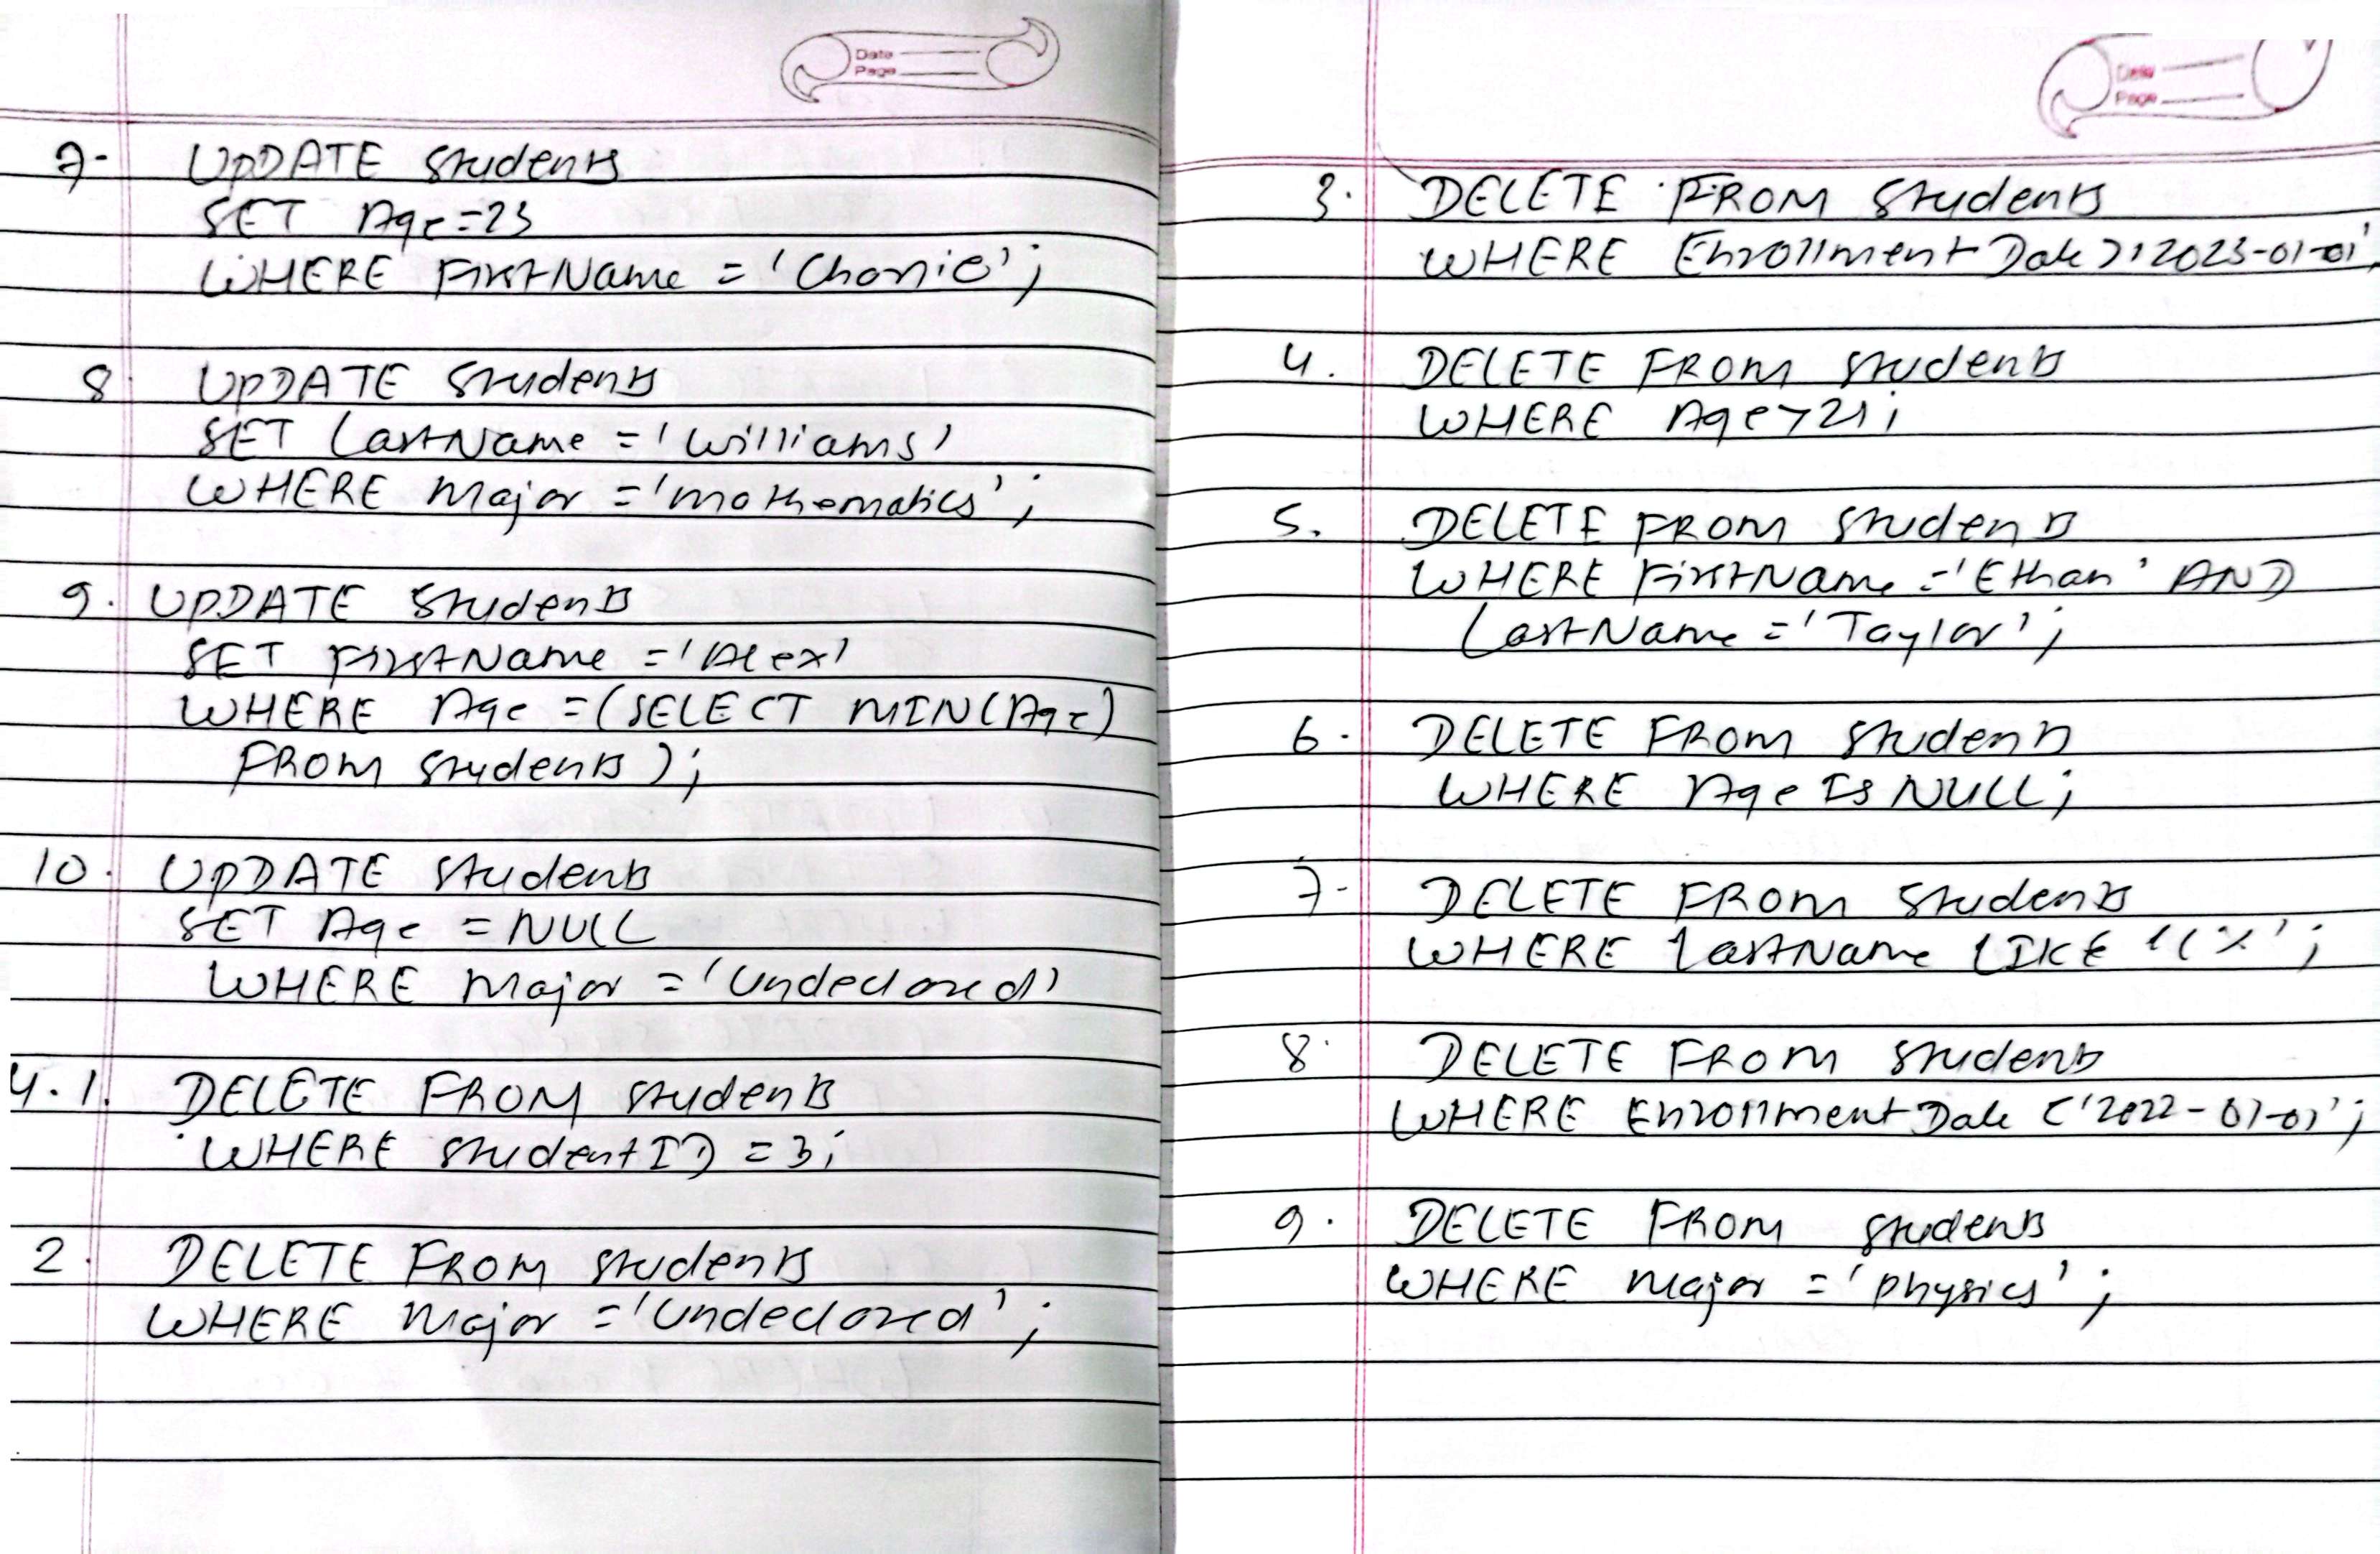 Date
Page
7. UPDATE Students
SET Age=23
WHERE FirstName = 'Charlie';
8. UPDATE Students
SET LastName = 'Williams'
WHERE Major = 'Mathematics';
9. UPDATE Students
SET FirstName = 'Alex'
WHERE Age = (SELECT MIN(Age)
FROM Students);
10. UPDATE Students
SET Age = NULL
WHERE Major = 'Undeclared'
4.1. DELETE FROM Students
WHERE StudentID = 3;
2. DELETE FROM Students
WHERE Major = 'Undeclared';
Date
Page
3. DELETE FROM Students
WHERE EnrollmentDate > '2023-01-01';
4. DELETE FROM Students
WHERE Age > 21;
5. DELETE FROM Students
WHERE FirstName = 'Ethan' AND
LastName = 'Taylor';
6. DELETE FROM Students
WHERE Age IS NULL;
7. DELETE FROM Students
WHERE LastName LIKE
8. DELETE FROM Students
WHERE EnrollmentDate < '2022-01-01';
9. DELETE FROM Students
WHERE Major = 'Physics';